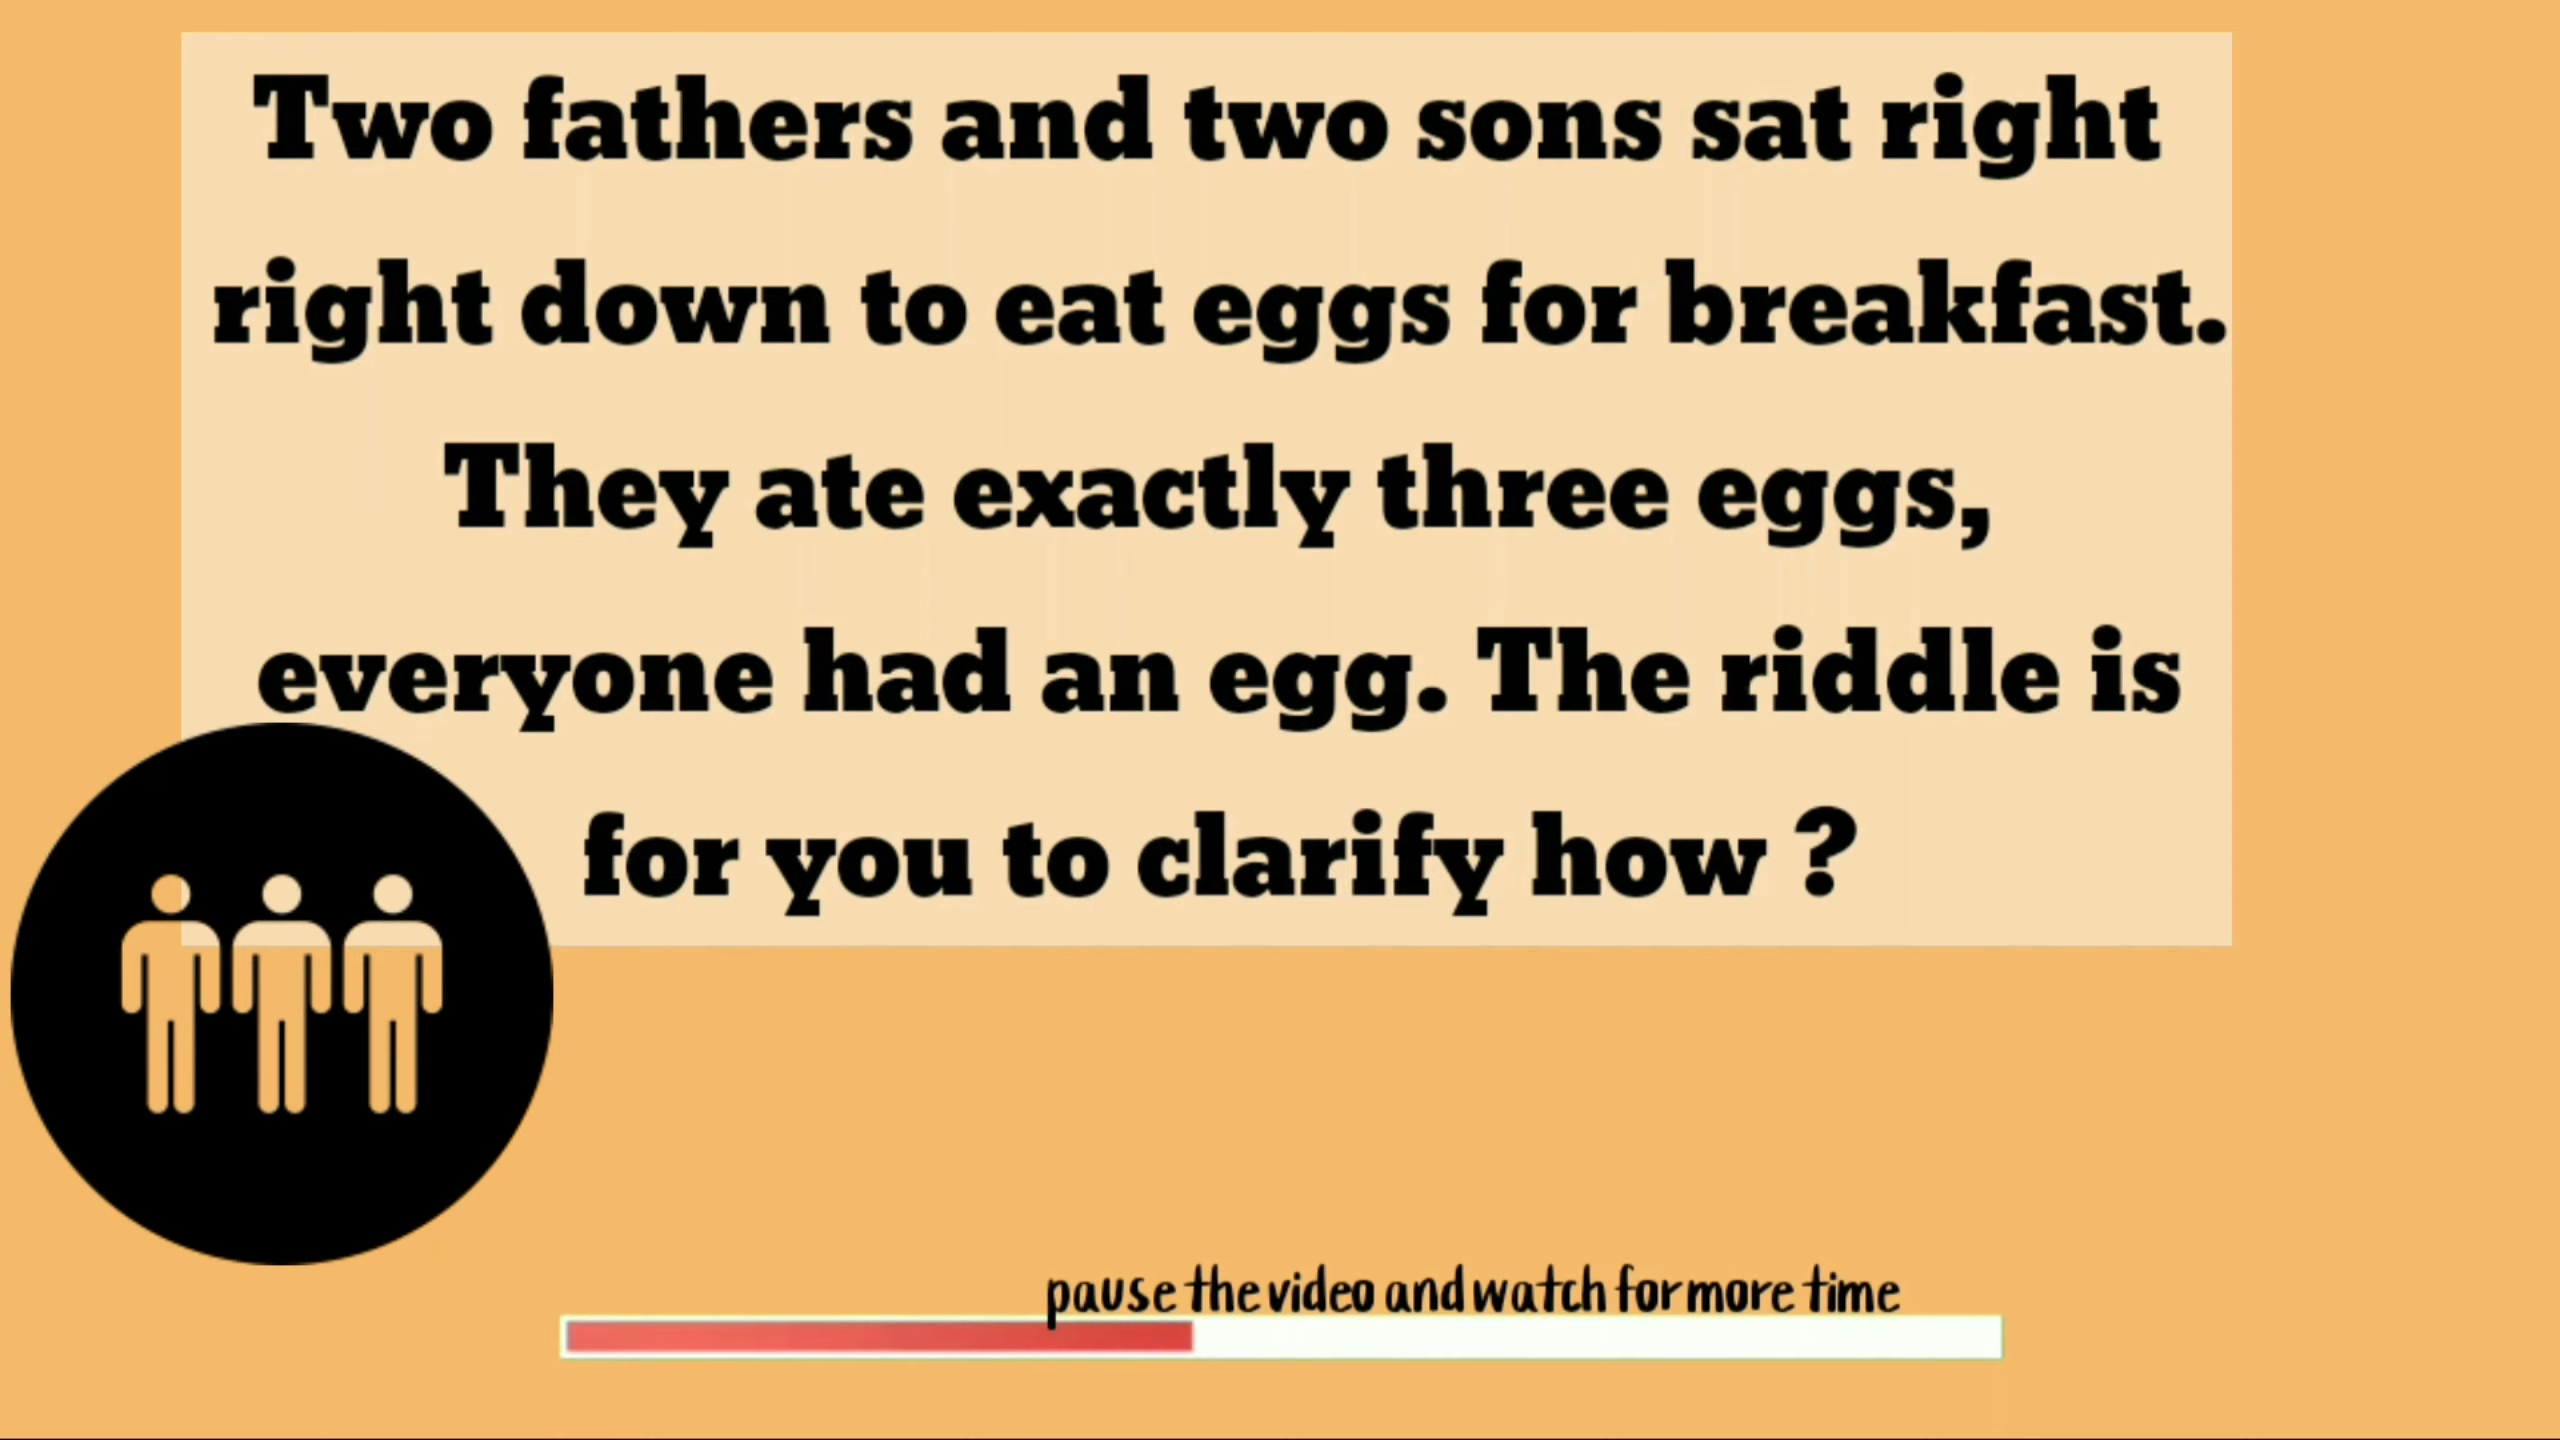 Two fathers and two sons sat right
right down to eat eggs for breakfast.
They ate exactly three eggs,
everyone had an egg. The riddle is
for you to clarify how ?
pause the video and watch for more time